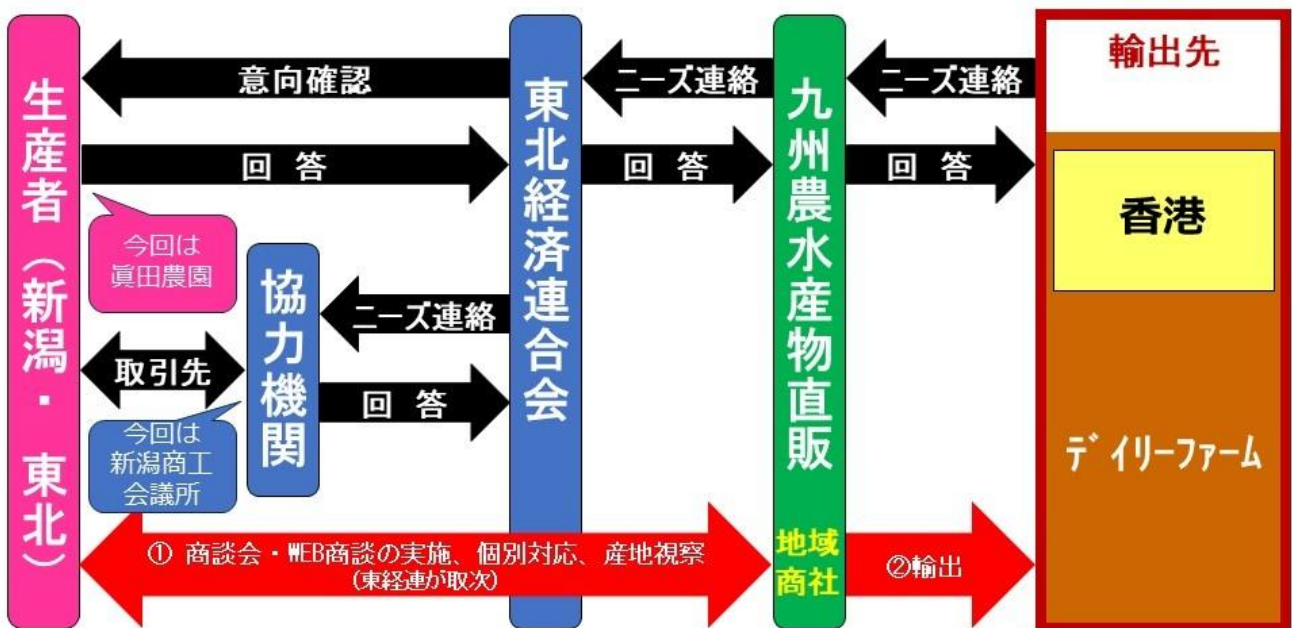 生産者（新潟・東北）
意向確認
回答
今回は
眞田農園
取引先
今回は
新潟商工
会議所
協力機関
ニーズ連絡
回答
東北経済連合会
ニーズ連絡
回答
九州農水産物直販
地域
商社
ニーズ連絡
回答
輸出先
香港
デイリーファーム
① 商談会・WEB商談の実施、個別対応、産地視察
(東経連が取次)
②輸出